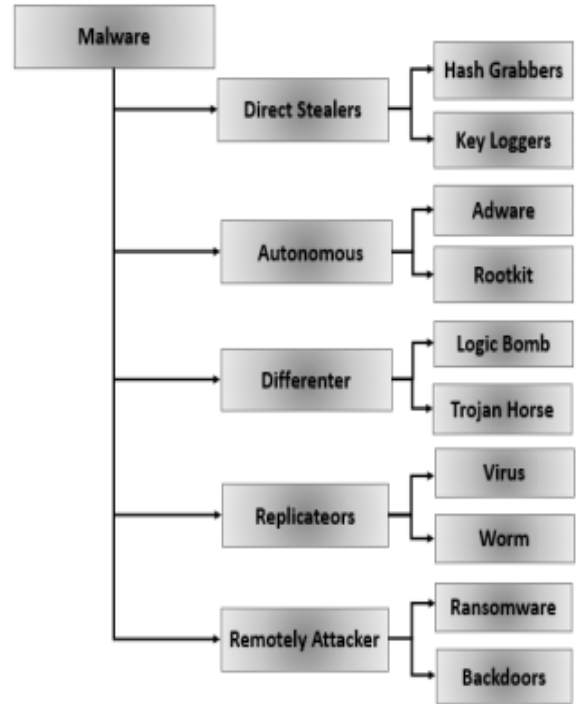 Malware
Direct Stealers
Hash Grabbers
Key Loggers
Autonomous
Adware
Rootkit
Differenter
Logic Bomb
Trojan Horse
Replicateors
Virus
Worm
Remotely Attacker
Ransomware
Backdoors